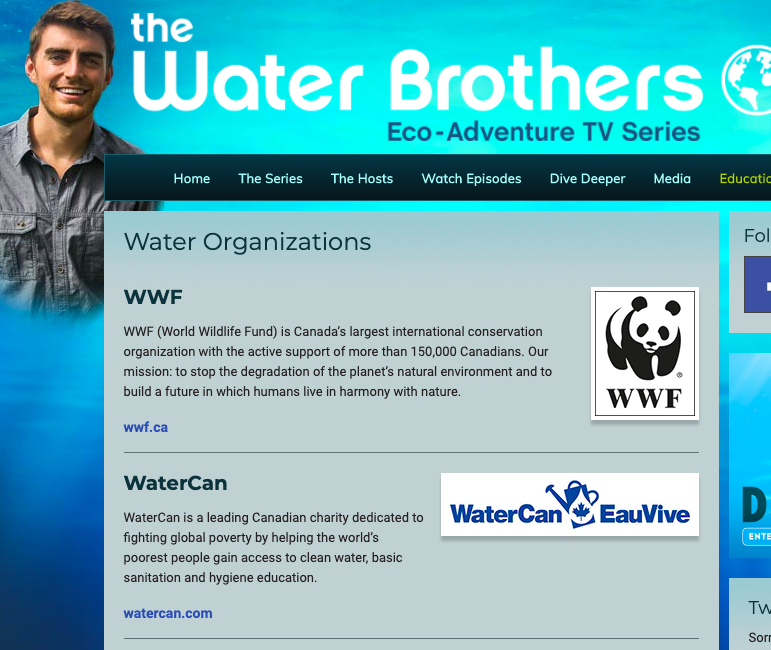 the
Water Brothers
Eco-Adventure TV Series
Home The Series The Hosts Watch Episodes Dive Deeper Media
Water Organizations
WWF
WWF (World Wildlife Fund) is Canada's largest international conservation
organization with the active support of more than 150,000 Canadians. Our
mission: to stop the degradation of the planet's natural environment and to
build a future in which humans live in harmony with nature.
wwf.ca
WWF
®
WaterCan
WaterCan is a leading Canadian charity dedicated to
fighting global poverty by helping the world's
poorest people gain access to clean water, basic
sanitation and hygiene education.
watercan.com
WaterCan EauVive